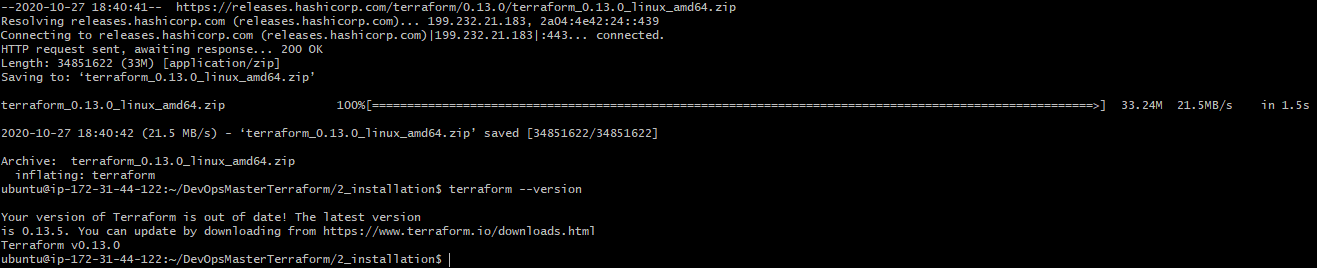 --2020-10-27 18:40:41--  https://releases.hashicorp.com/terraform/0.13.0/terraform_0.13.0_linux_amd64.zip
Resolving releases.hashicorp.com (releases.hashicorp.com)... 199.232.21.183, 2a04:4e42:24::439
Connecting to releases.hashicorp.com (releases.hashicorp.com)|199.232.21.183|:443... connected.
HTTP request sent, awaiting response... 200 OK
Length: 34851622 (33M) [application/zip]
Saving to: ‘terraform_0.13.0_linux_amd64.zip’
terraform_0.13.0_linux_amd64.zip                100%[=======================================================================================================>]  33.24M  21.5MB/s    in 1.5s
2020-10-27 18:40:42 (21.5 MB/s) - ‘terraform_0.13.0_linux_amd64.zip’ saved [34851622/34851622]
Archive:  terraform_0.13.0_linux_amd64.zip
  inflating: terraform
ubuntu@ip-172-31-44-122:~/DevOpsMasterTerraform/2_installation$ terraform --version
Your version of Terraform is out of date! The latest version
is 0.13.5. You can update by downloading from https://www.terraform.io/downloads.html
Terraform v0.13.0
ubuntu@ip-172-31-44-122:~/DevOpsMasterTerraform/2_installation$